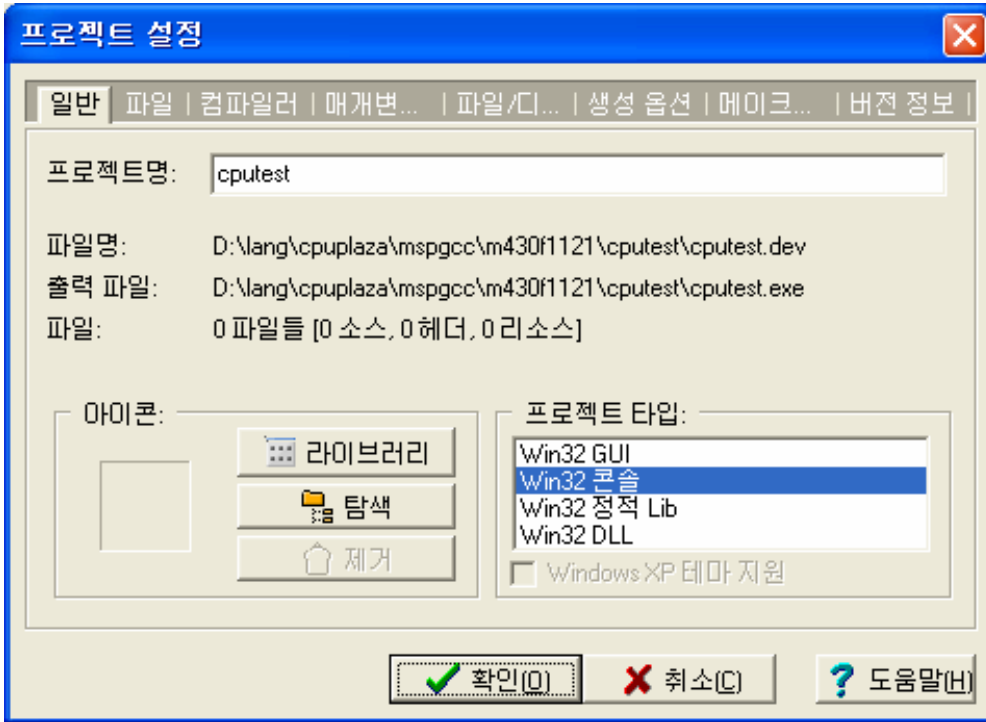 프로젝트 설정
일반 파일 | 컴파일러 | 매개변... | 파일/디... | 생성 옵션 | 메이크... | 버전 정보 |
프로젝트명: cputest
파일명: D:\lang\cpuplaza\mspgcc\m430f1121\cputest\cputest.dev
출력 파일: D:\lang\cpuplaza\mspgcc\m430f1121\cputest\cputest.exe
파일: 0 파일들 [0 소스, 0 헤더, 0 리소스]
아이콘:
라이브러리
탐색
제거
프로젝트 타입:
Win32 GUI
Win32 콘솔
Win32 정적 Lib
Win32 DLL
Windows XP 테마 지원
확인(O) 취소(C) 도움말(H)